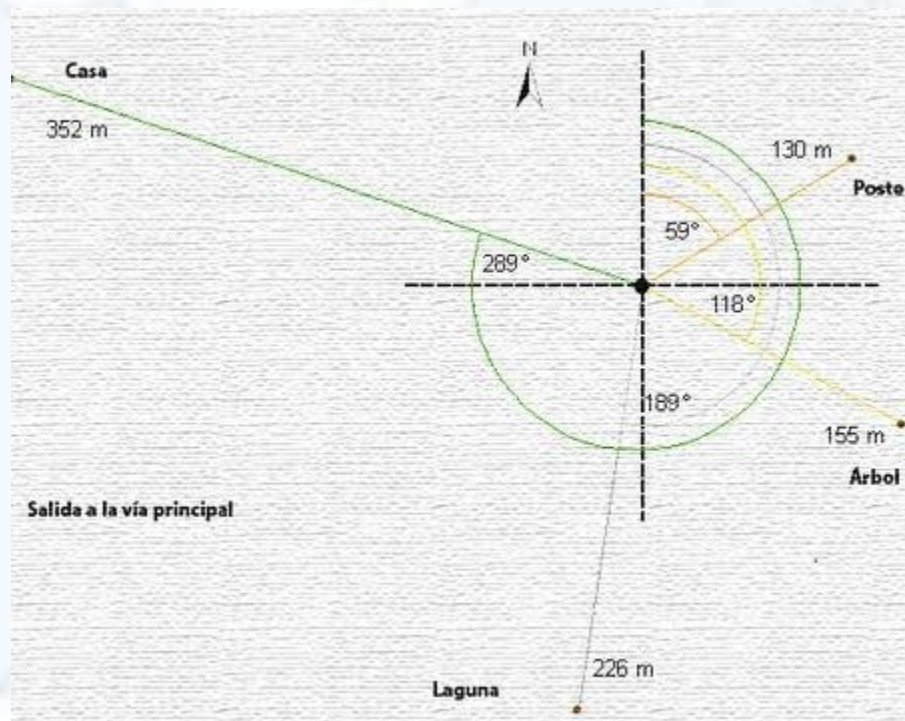 N
Casa
352 m
130 m
Poste
59°
289°
118°
189°
155 m
Árbol
Salida a la vía principal
226 m
Laguna